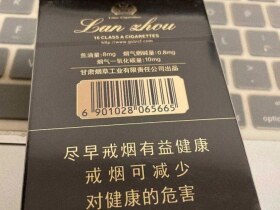 Lan zhou
16 CLASS A CIGARETTES
焦油量：8mg 烟气烟碱量：0.8mg
烟气一氧化碳量：10mg
甘肃烟草工业有限责任公司出品
6 901028 065665
尽早戒烟有益健康
戒烟可减少
对健康的危害